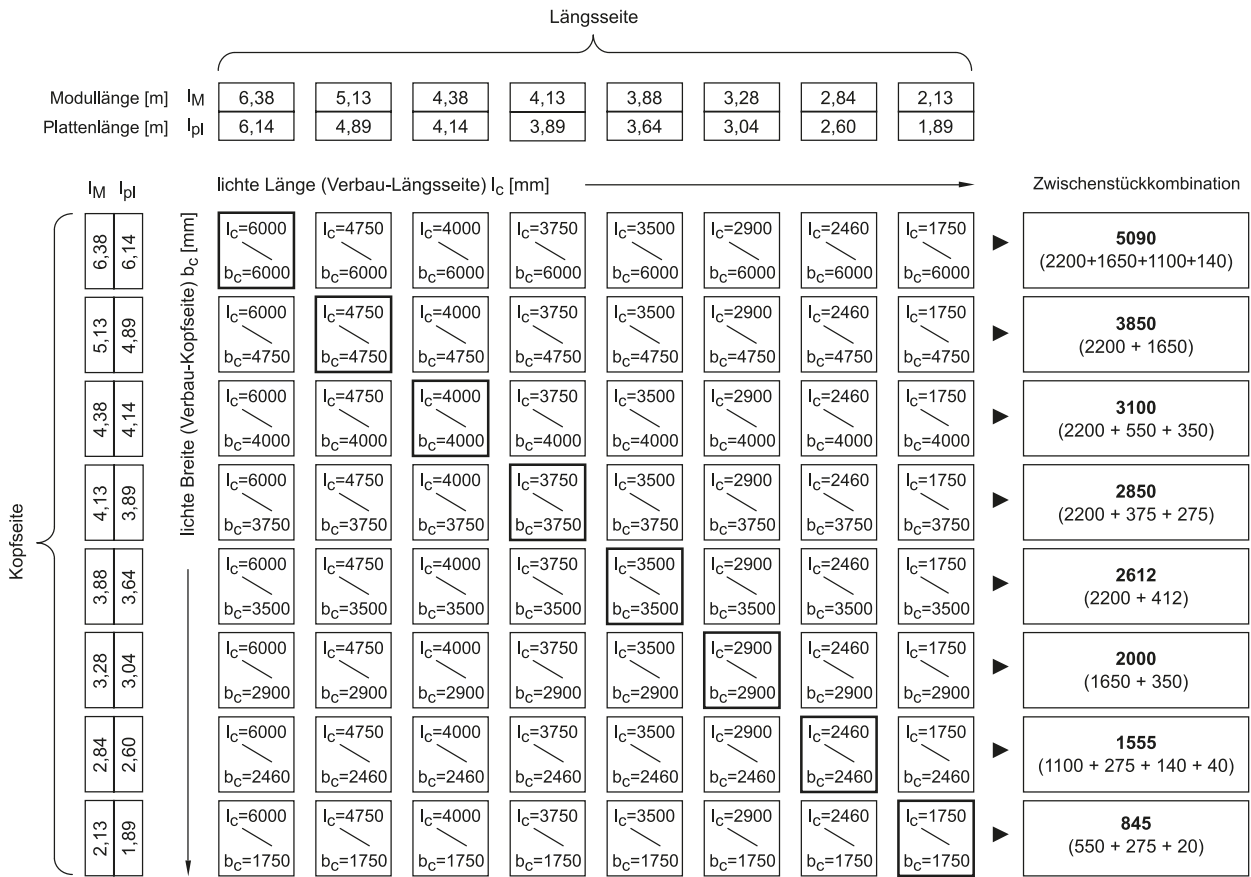 Längsseite
Modullänge [m] lM 6,38 5,13 4,38 4,13 3,88 3,28 2,84 2,13
Plattenlänge [m] lpl 6,14 4,89 4,14 3,89 3,64 3,04 2,60 1,89
lM lpl lichte Länge (Verbau-Längsseite) lc [mm] Zwischenstückkombination
Kopfseite
lichte Breite (Verbau-Kopfseite) bc [mm]
6,38 6,14
lc=6000 lc=4750 lc=4000 lc=3750 lc=3500 lc=2900 lc=2460 lc=1750 ► 5090
bc=6000 bc=6000 bc=6000 bc=6000 bc=6000 bc=6000 bc=6000 bc=6000 (2200+1650+1100+140)
5,13 4,89
lc=6000 lc=4750 lc=4000 lc=3750 lc=3500 lc=2900 lc=2460 lc=1750 ► 3850
bc=4750 bc=4750 bc=4750 bc=4750 bc=4750 bc=4750 bc=4750 bc=4750 (2200 + 1650)
4,38 4,14
lc=6000 lc=4750 lc=4000 lc=3750 lc=3500 lc=2900 lc=2460 lc=1750 ► 3100
bc=4000 bc=4000 bc=4000 bc=4000 bc=4000 bc=4000 bc=4000 bc=4000 (2200 + 550 + 350)
4,13 3,89
lc=6000 lc=4750 lc=4000 lc=3750 lc=3500 lc=2900 lc=2460 lc=1750 ► 2850
bc=3750 bc=3750 bc=3750 bc=3750 bc=3750 bc=3750 bc=3750 bc=3750 (2200 + 375 + 275)
3,88 3,64
lc=6000 lc=4750 lc=4000 lc=3750 lc=3500 lc=2900 lc=2460 lc=1750 ► 2612
bc=3500 bc=3500 bc=3500 bc=3500 bc=3500 bc=3500 bc=3500 bc=3500 (2200 + 412)
3,28 3,04
lc=6000 lc=4750 lc=4000 lc=3750 lc=3500 lc=2900 lc=2460 lc=1750 ► 2000
bc=2900 bc=2900 bc=2900 bc=2900 bc=2900 bc=2900 bc=2900 bc=2900 (1650 + 350)
2,84 2,60
lc=6000 lc=4750 lc=4000 lc=3750 lc=3500 lc=2900 lc=2460 lc=1750 ► 1555
bc=2460 bc=2460 bc=2460 bc=2460 bc=2460 bc=2460 bc=2460 bc=2460 (1100 + 275 + 140 + 40)
2,13 1,89
lc=6000 lc=4750 lc=4000 lc=3750 lc=3500 lc=2900 lc=2460 lc=1750 ► 845
bc=1750 bc=1750 bc=1750 bc=1750 bc=1750 bc=1750 bc=1750 bc=1750 (550 + 275 + 20)